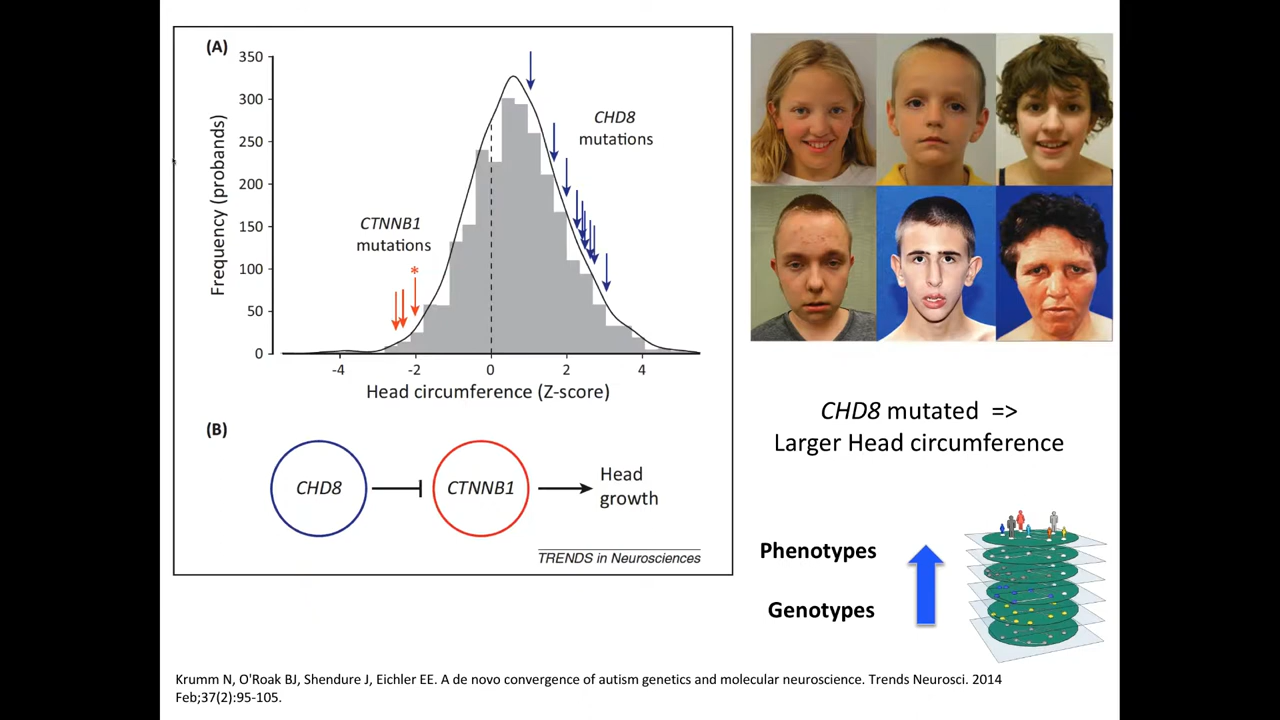 (A)
350
300
250
200
150
100
50
0
Frequency (probands)
CHD8
mutations
CTNNB1
mutations
*
-4
-2
0
2
4
Head circumference (Z-score)
(B)
CHD8
CTNNB1
Head
growth
TRENDS in Neurosciences
CHD8 mutated =>
Larger Head circumference
Phenotypes
Genotypes
Krumm N, O'Roak BJ, Shendure J, Eichler EE. A de novo convergence of autism genetics and molecular neuroscience. Trends Neurosci. 2014
Feb;37(2):95-105.